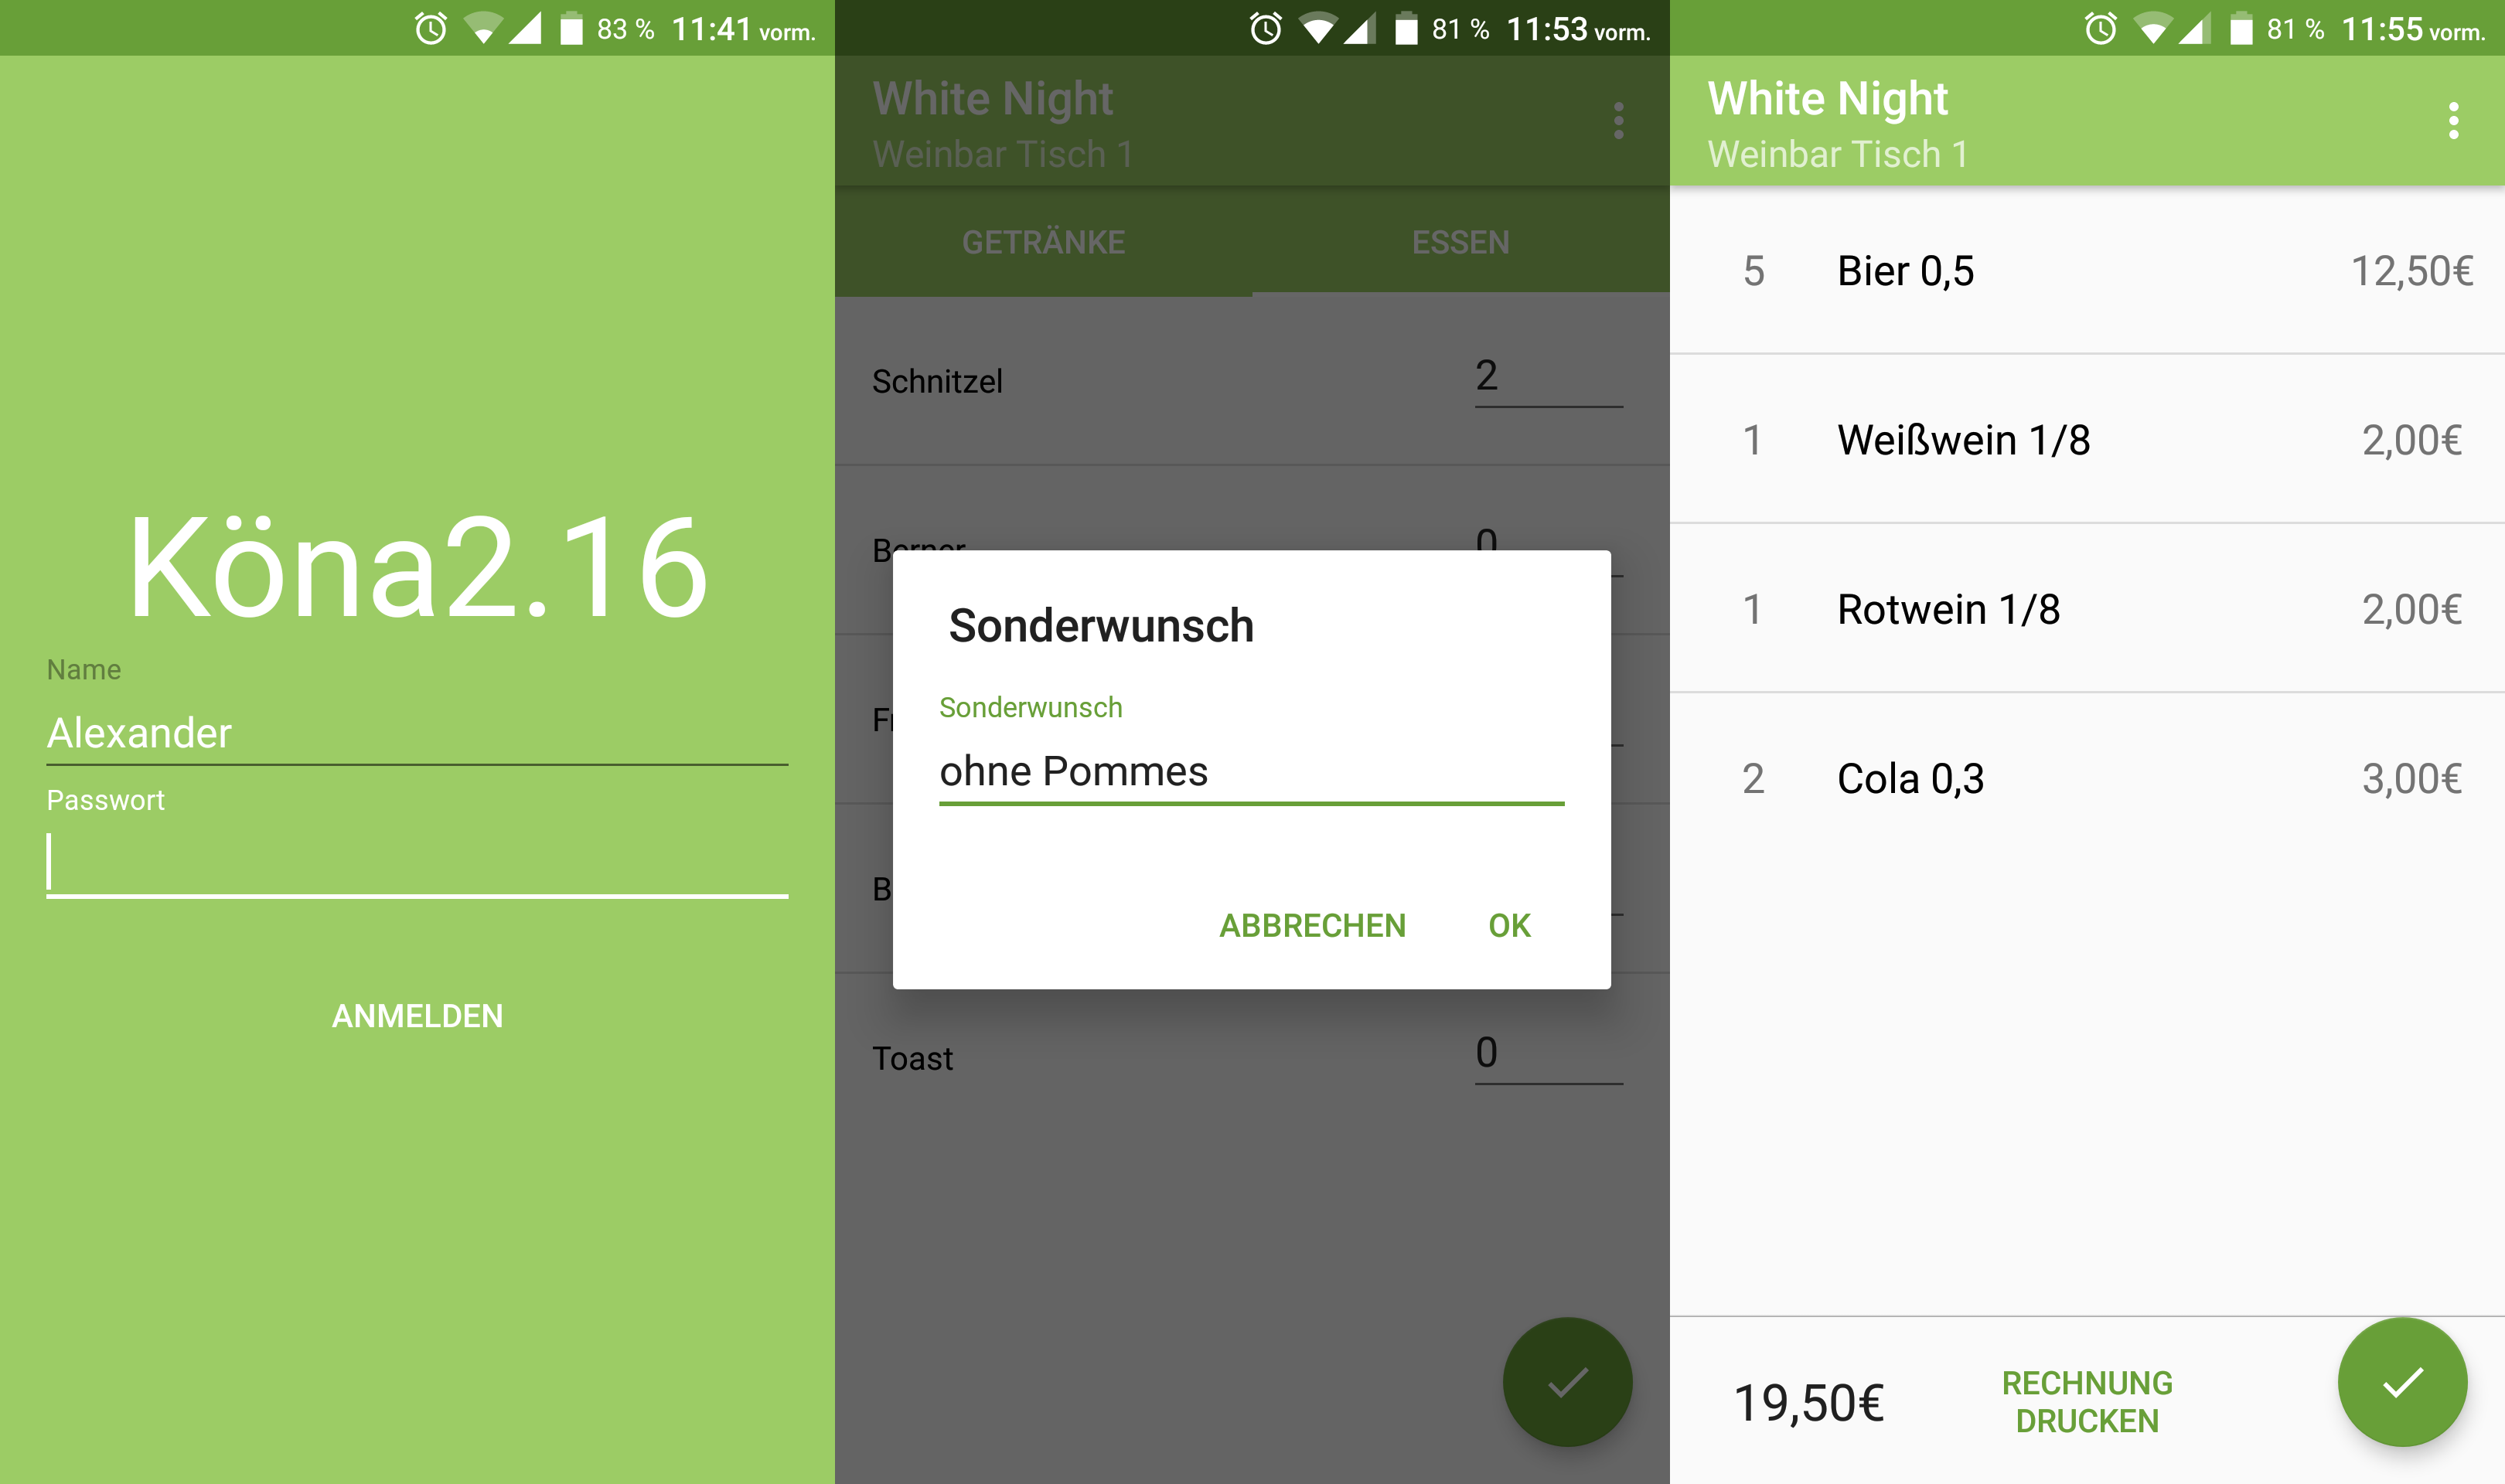 83 % 11:41 vorm.
Köna2.16
Name
Alexander
Passwort
ANMELDEN
81 % 11:53 vorm.
White Night
Weinbar Tisch 1
GETRÄNKE ESSEN
Schnitzel 2
Berner 0
Sonderwunsch
Sonderwunsch
ohne Pommes
ABBRECHEN OK
Toast 0
81 % 11:55 vorm.
White Night
Weinbar Tisch 1
5 Bier 0,5 12,50€
1 Weißwein 1/8 2,00€
1 Rotwein 1/8 2,00€
2 Cola 0,3 3,00€
19,50€
RECHNUNG
DRUCKEN